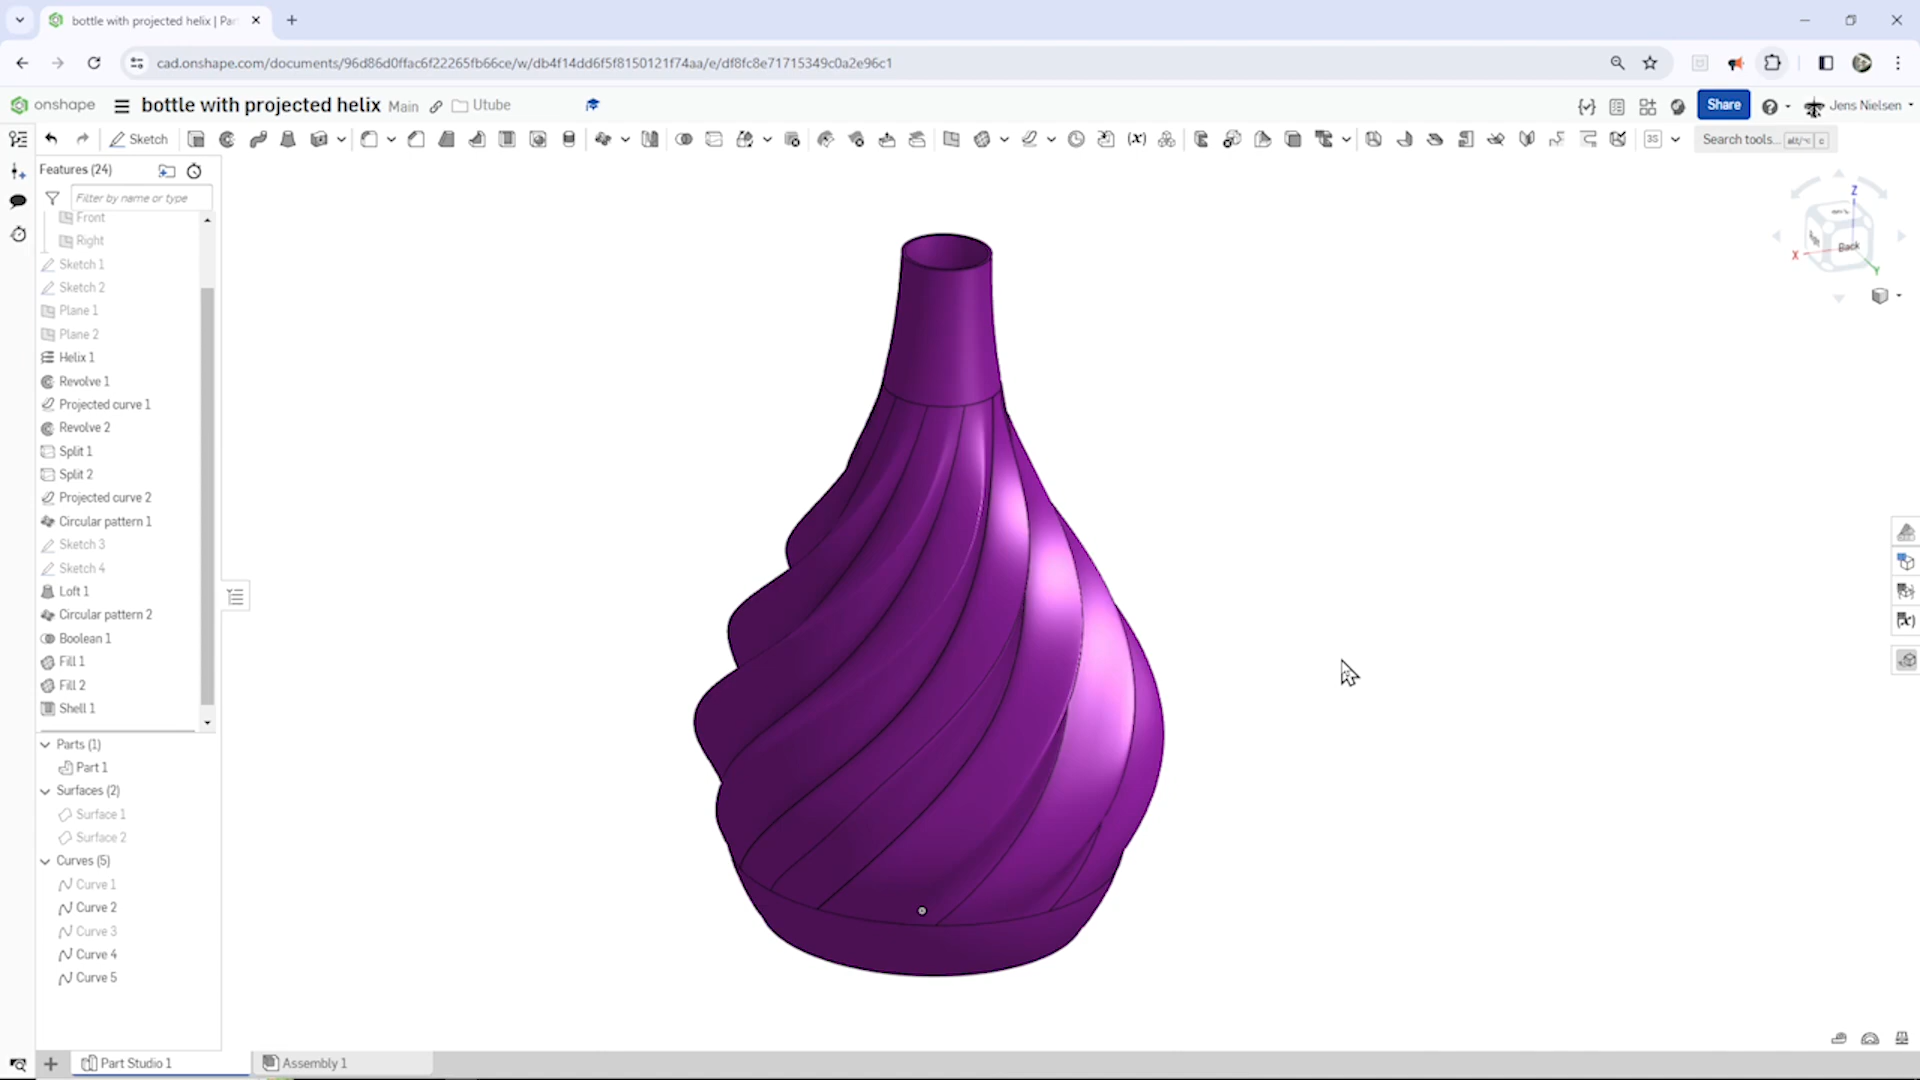 bottle with projected helix | Par
cad.onshape.com/documents/96d86d0ffac6f22265fb66ce/w/db4f14dd6f5f8150121f74aa/e/df8fc8e71715349c0a2e96c1
onshape bottle with projected helix Main Utube Share Jens Nielsen
Sketch Search tools... alt/⌥ c
Features (24)
Filter by name or type
Front
Right
Sketch 1
Sketch 2
Plane 1
Plane 2
Helix 1
Revolve 1
Projected curve 1
Revolve 2
Split 1
Split 2
Projected curve 2
Circular pattern 1
Sketch 3
Sketch 4
Loft 1
Circular pattern 2
Boolean 1
Fill 1
Fill 2
Shell 1
Parts (1)
Part 1
Surfaces (2)
Surface 1
Surface 2
Curves (5)
Curve 1
Curve 2
Curve 3
Curve 4
Curve 5
Z
Back
X
Y
Part Studio 1
Assembly 1